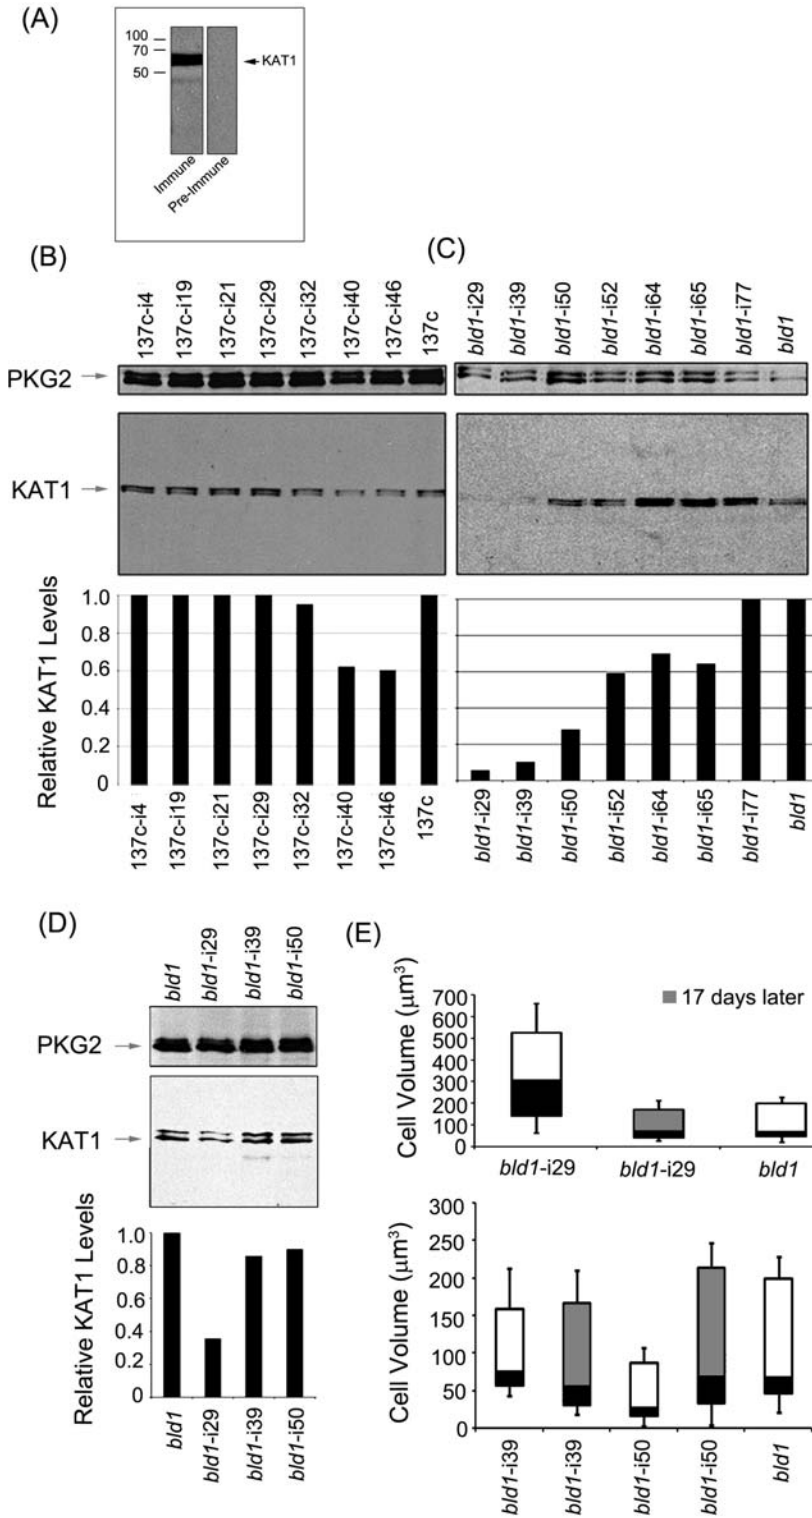 (A)
100
70
50
KAT1
Immune
Pre-Immune
(B)
137c-i4
137c-i19
137c-i21
137c-i29
137c-i32
137c-i40
137c-i46
137c
PKG2
KAT1
Relative KAT1 Levels
1.0
0.8
0.6
0.4
0.2
0
137c-i4
137c-i19
137c-i21
137c-i29
137c-i32
137c-i40
137c-i46
137c
(C)
bld1-i29
bld1-i39
bld1-i50
bld1-i52
bld1-i64
bld1-i65
bld1-i77
bld1
bld1-i29
bld1-i39
bld1-i50
bld1-i52
bld1-i64
bld1-i65
bld1-i77
bld1
(D)
bld1
bld1-i29
bld1-i39
bld1-i50
PKG2
KAT1
Relative KAT1 Levels
1.0
0.8
0.6
0.4
0.2
0
bld1
bld1-i29
bld1-i39
bld1-i50
(E)
17 days later
Cell Volume (µm³)
700
600
500
400
300
200
100
0
bld1-i29
bld1-i29
bld1
Cell Volume (µm³)
300
250
200
150
100
50
0
bld1-i39
bld1-i39
bld1-i50
bld1-i50
bld1